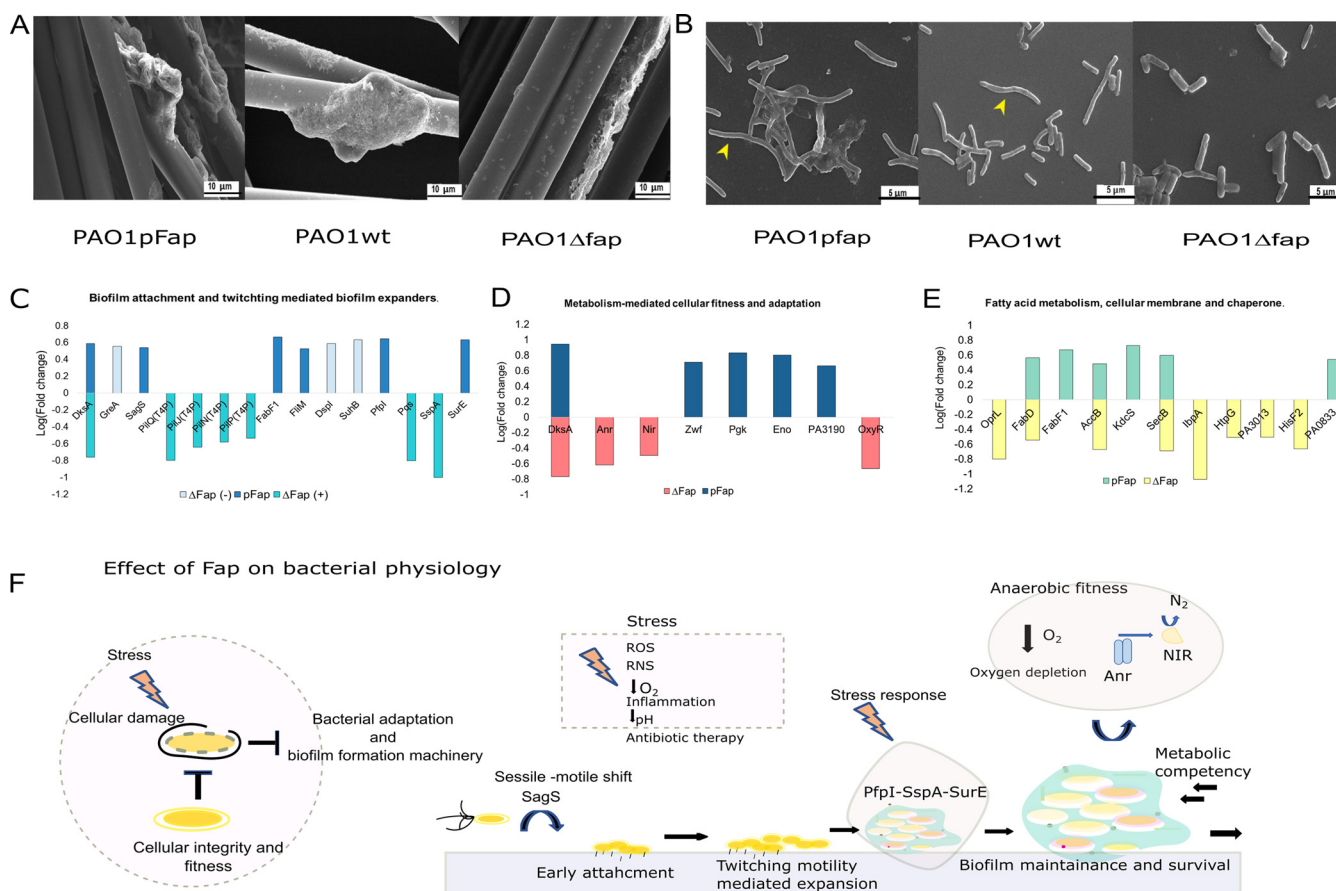 A
10 µm
10 µm
10 µm
PAO1pFap
PAO1wt
PAO1Δfap
B
5 µm
5 µm
5 µm
PAO1pfap
PAO1wt
PAO1Δfap
C
Biofilm attachment and twitchting mediated biofilm expanders.
Log(Fold change)
0.8
0.6
0.4
0.2
0
-0.2
-0.4
-0.6
-0.8
-1
-1.2
DksA
GreA
SagS
PilQ(T4P)
PilJ(T4P)
PilN(T4P)
PilP(T4P)
FabF1
FliM
DspI
SuhB
PfpI
Pqs
SspA
SurE
ΔFap (-)
pFap
ΔFap (+)
D
Metabolism-mediated cellular fitness and adaptation
Log(Fold change)
1.2
1
0.8
0.6
0.4
0.2
0
-0.2
-0.4
-0.6
-0.8
-1
DksA
Anr
Nir
Zwf
Pgk
Eno
PA3190
OxyR
ΔFap
pFap
E
Fatty acid metabolism, cellular membrane and chaperone.
Log(Fold change)
1
0.8
0.6
0.4
0.2
0
-0.2
-0.4
-0.6
-0.8
-1
-1.2
OprL
FabD
FabF1
AccB
KdcS
SecB
IbpA
HtpG
PA3013
HisF2
PA0833
pFap
ΔFap
F
Effect of Fap on bacterial physiology
Stress
Cellular damage
Bacterial adaptation
and
biofilm formation machinery
Cellular integrity and
fitness
Stress
ROS
RNS
O2
Inflammation
pH
Antibiotic therapy
Sessile -motile shift
SagS
Early attahcment
Twitching motility
mediated expansion
Stress response
PfpI-SspA-SurE
Anaerobic fitness
O2
Oxygen depletion
Anr
N2
NIR
Metabolic
competency
Biofilm maintainance and survival